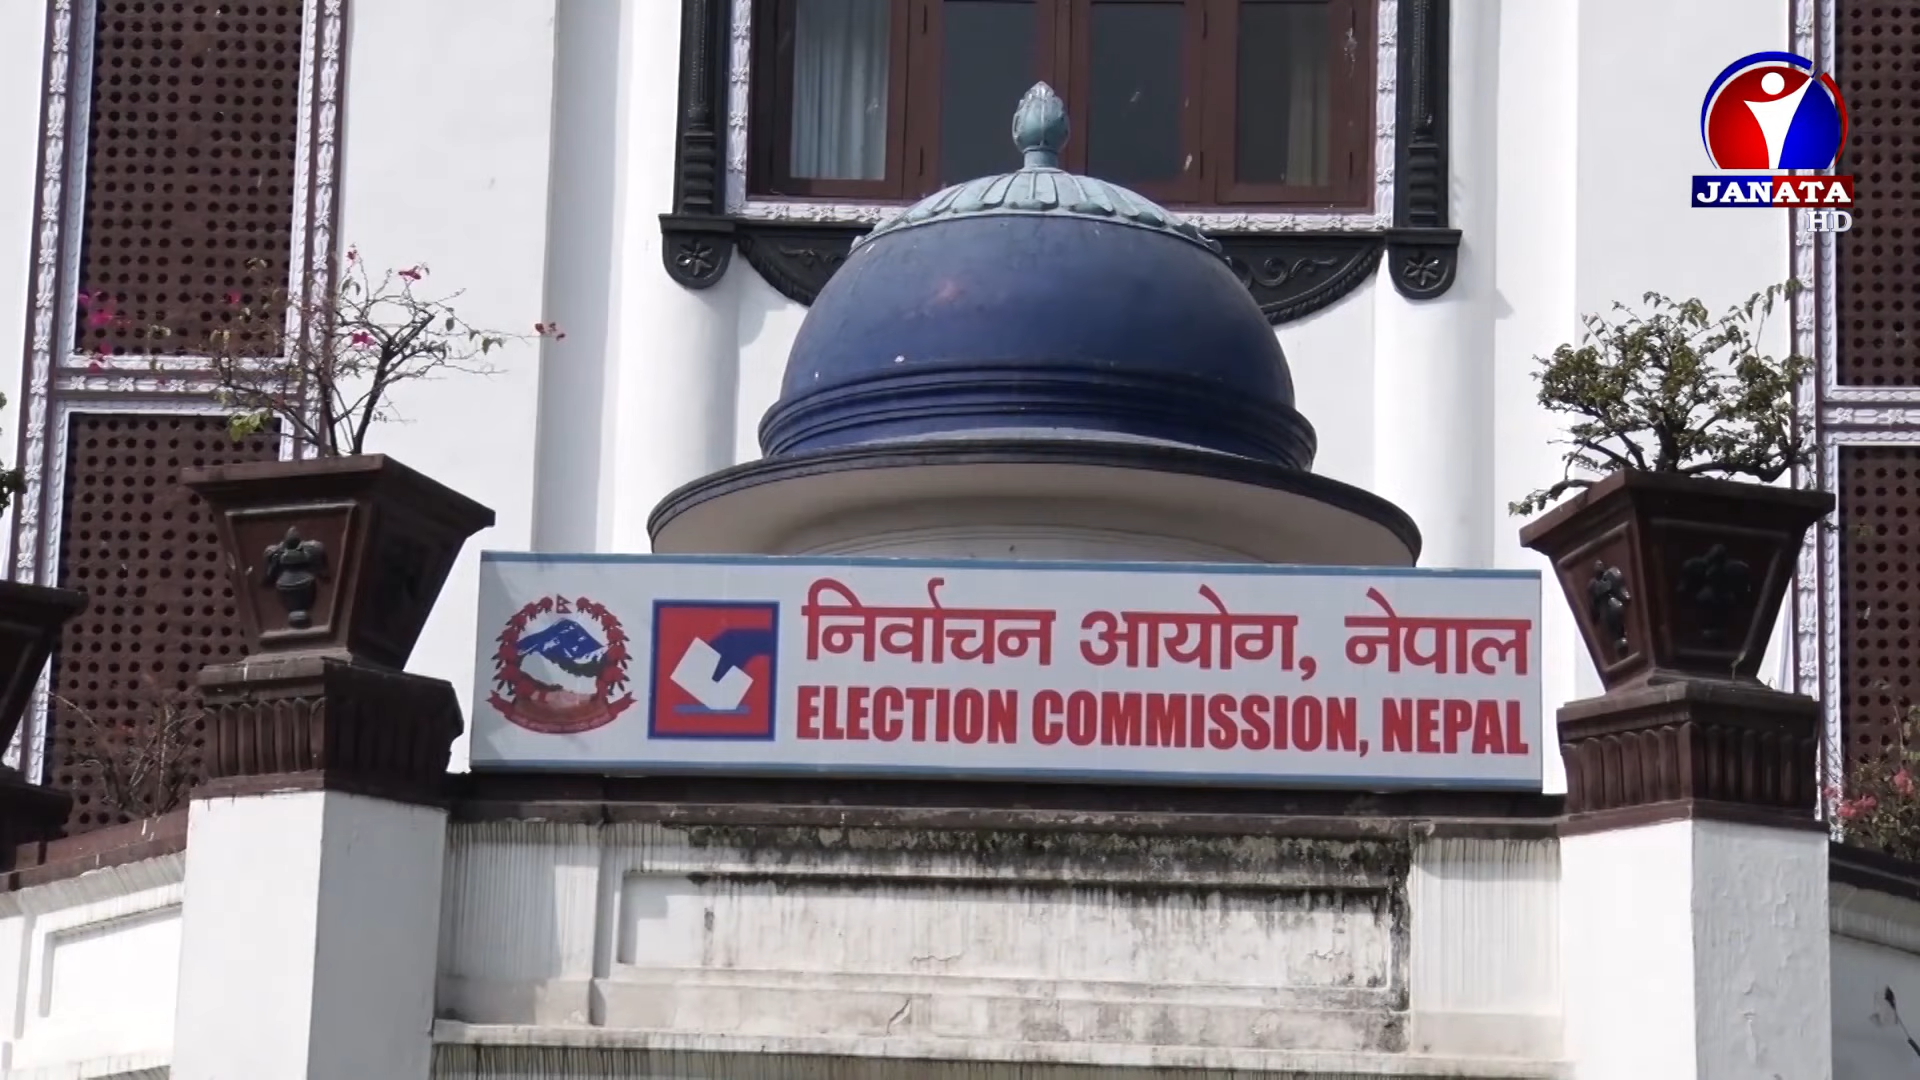 JANATA
HD
निर्वाचन आयोग, नेपाल
ELECTION COMMISSION, NEPAL